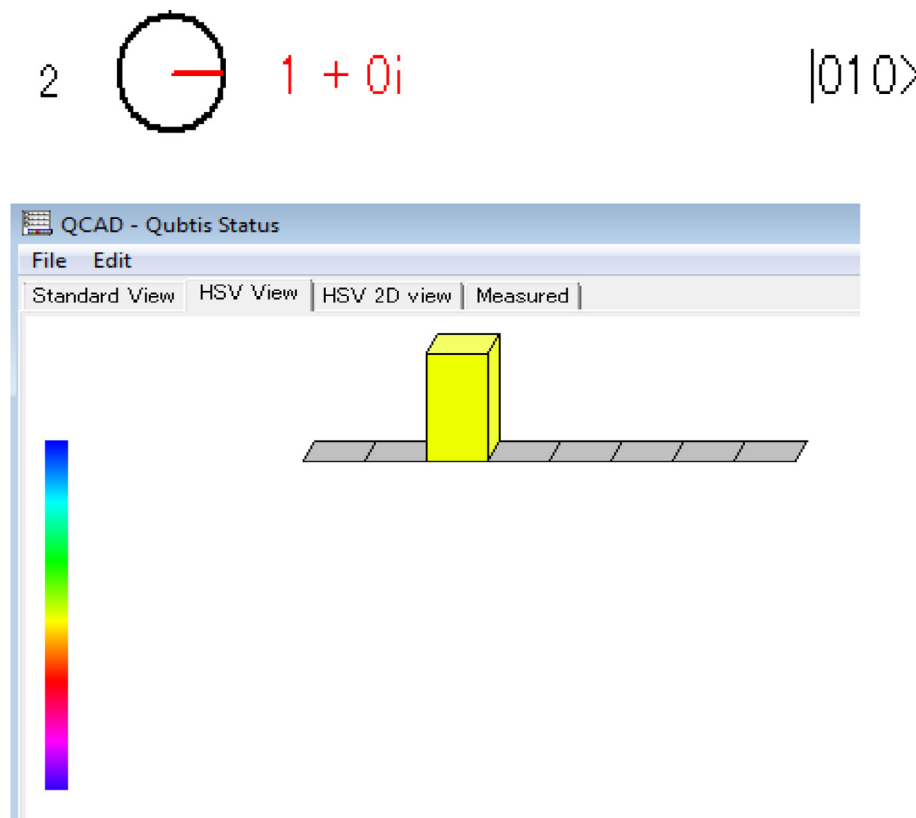 2 1 + 0i |010>
QCAD - Qubtis Status
File Edit
Standard View HSV View HSV 2D view Measured